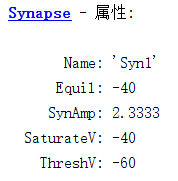 Synapse - 属性:
Name: 'Syn1'
Equil: -40
SynAmp: 2.3333
SaturateV: -40
ThreshV: -60